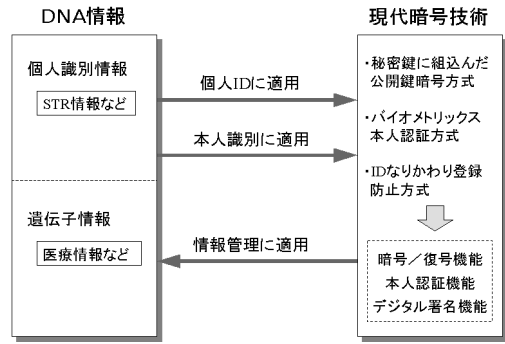 DNA情報
個人識別情報
STR情報など
遺伝子情報
医療情報など
個人IDに適用
本人識別に適用
情報管理に適用
現代暗号技術
・秘密鍵に組込んだ
公開鍵暗号方式
・バイオメトリックス
本人認証方式
・IDなりかわり登録
防止方式
暗号／復号機能
本人認証機能
デジタル署名機能